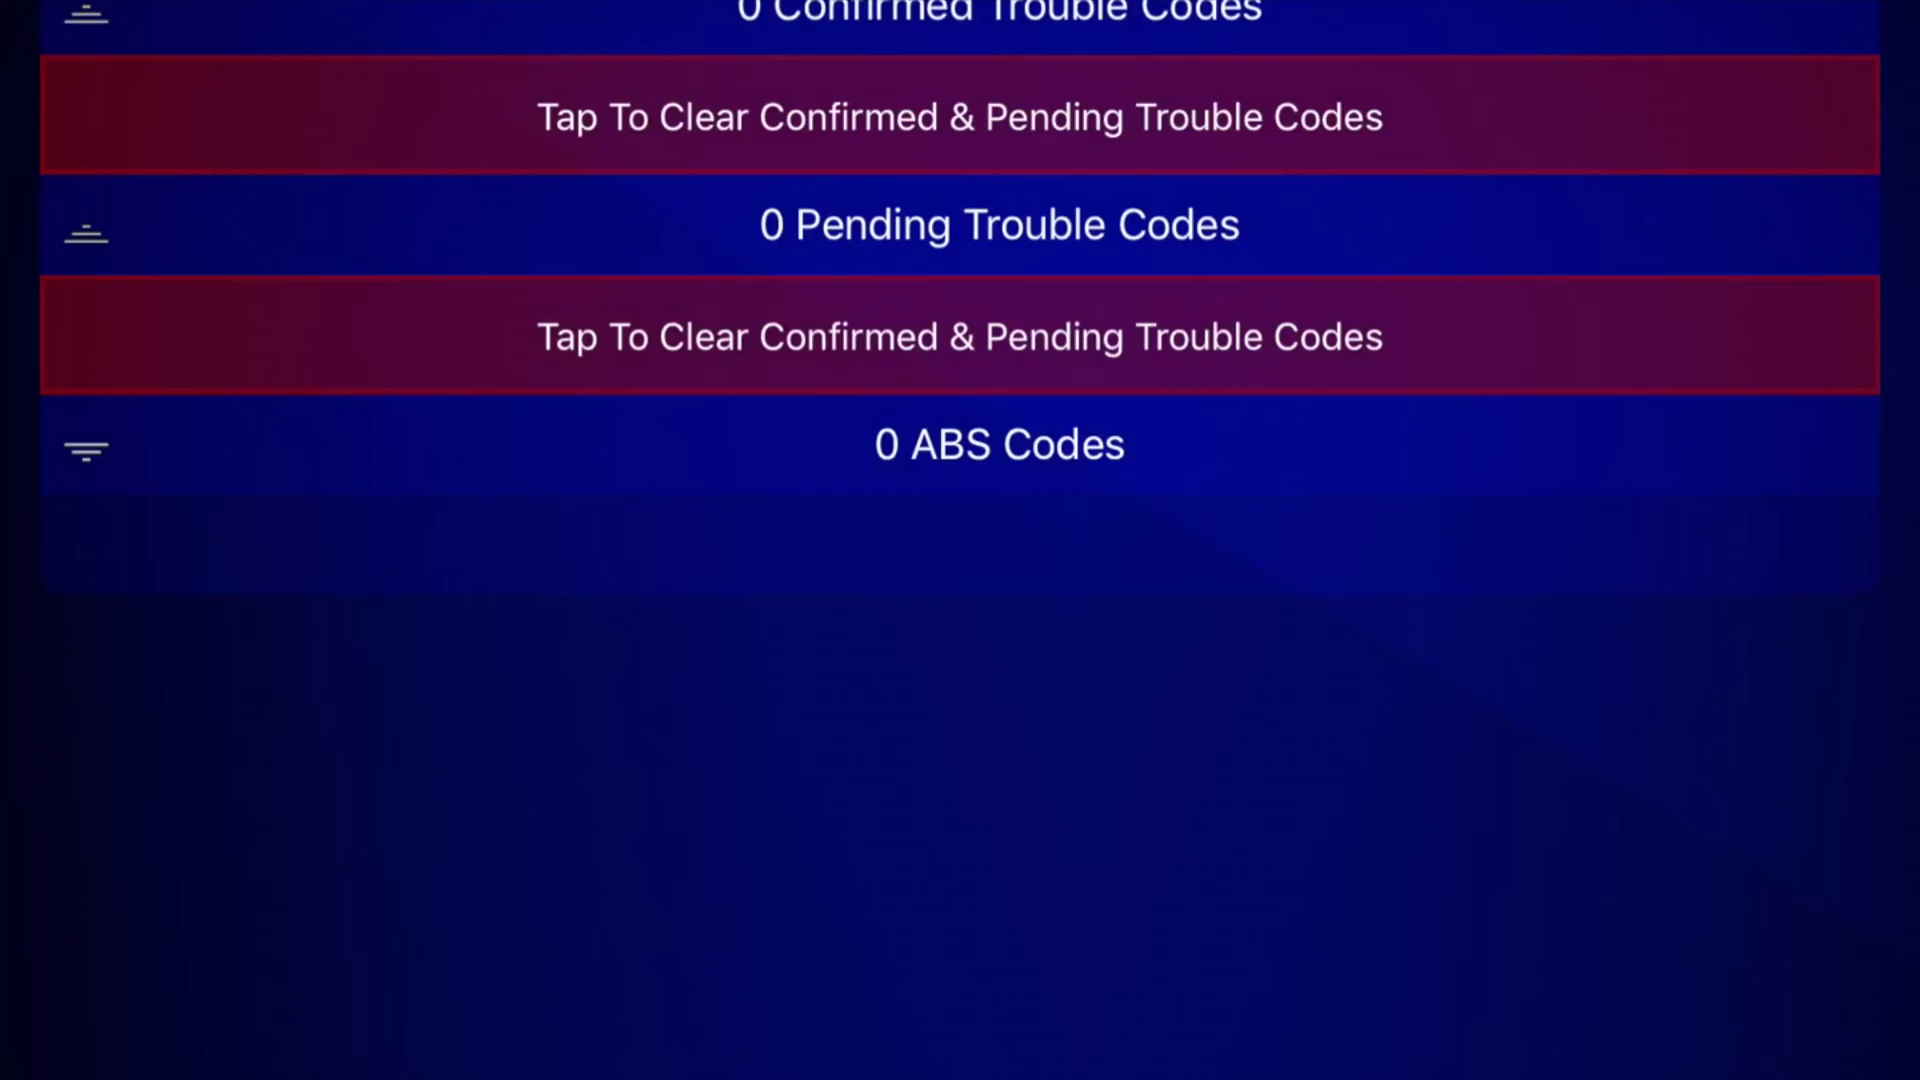 0 Confirmed Trouble Codes
Tap To Clear Confirmed & Pending Trouble Codes
0 Pending Trouble Codes
Tap To Clear Confirmed & Pending Trouble Codes
0 ABS Codes